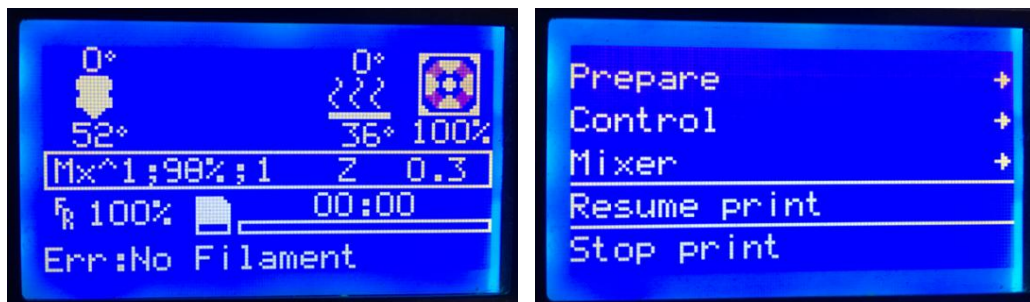 0° 0°
52° 36° 100%
Mx^1;98%;1 Z 0.3
FR 100% 00:00
Err:No Filament
Prepare →
Control →
Mixer →
Resume print
Stop print